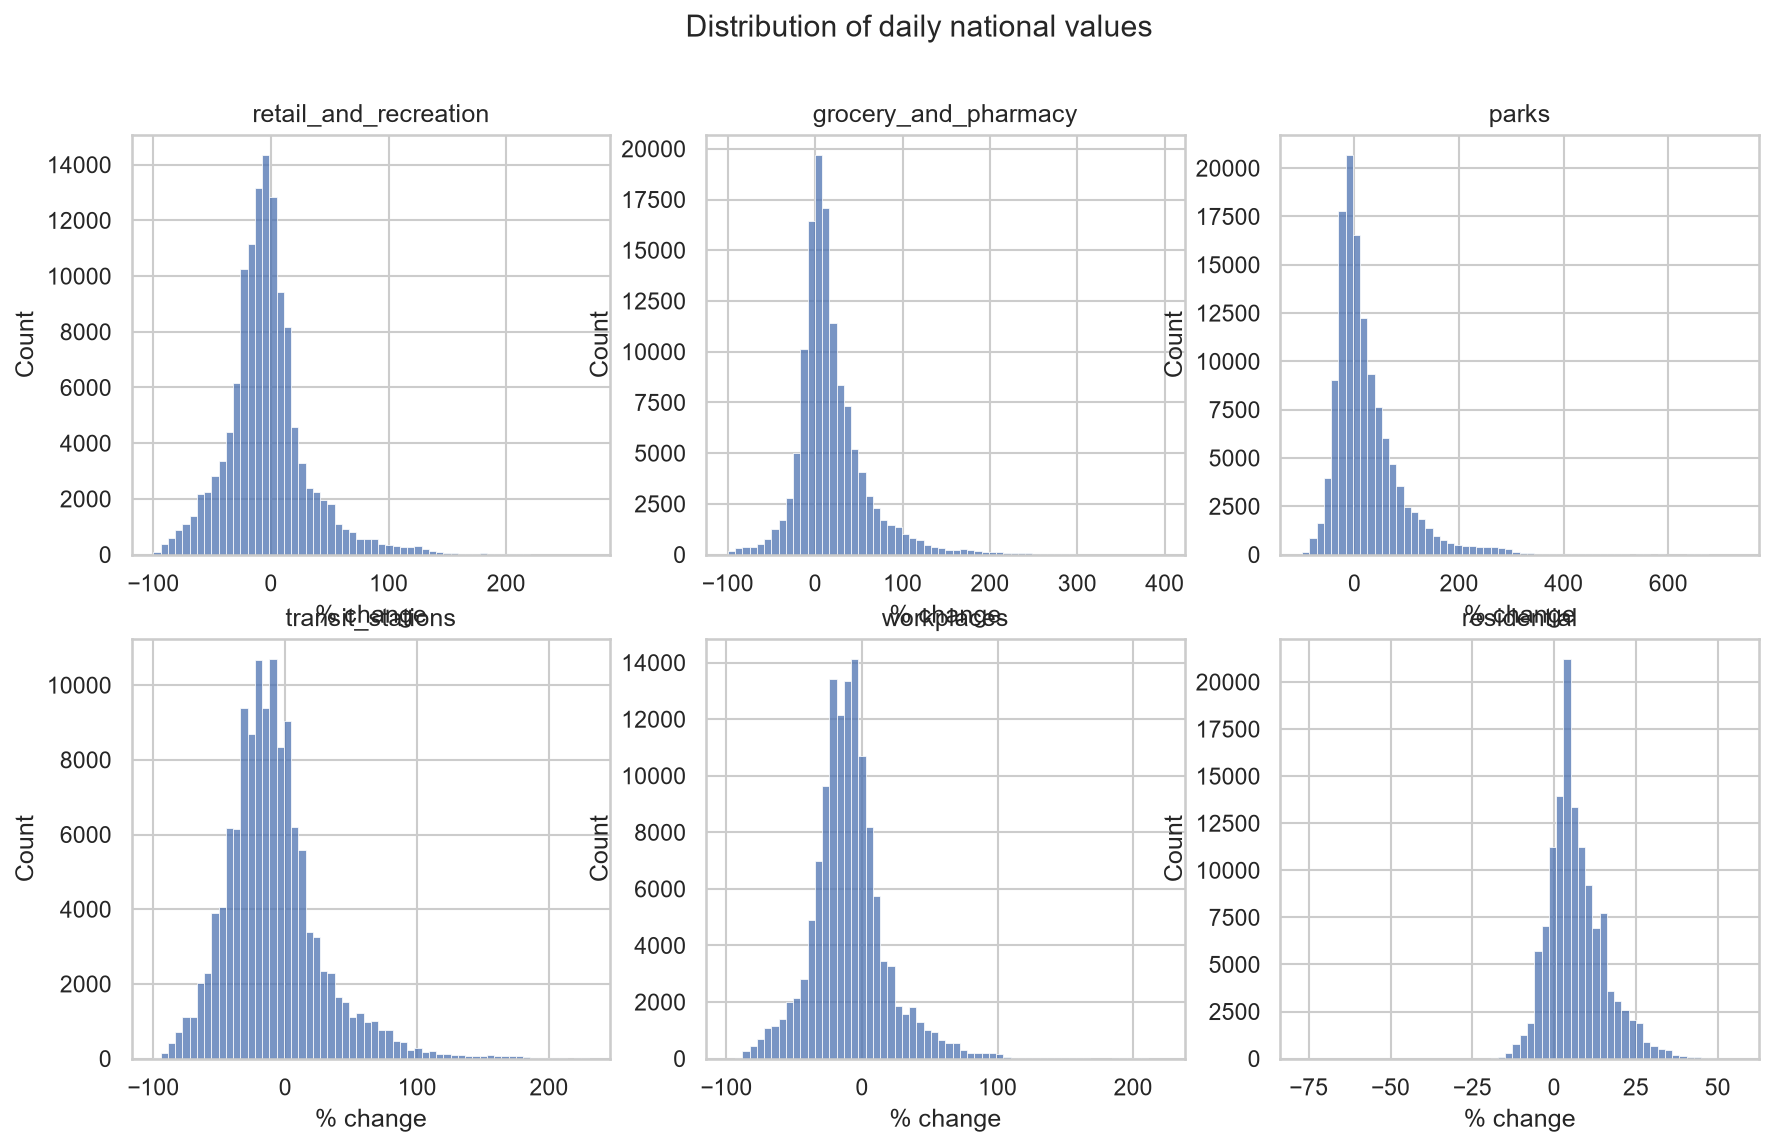 Distribution of daily national values
retail_and_recreation
grocery_and_pharmacy
parks
14000
12000
10000
8000
6000
4000
2000
0
Count
−100 0 100 200
% change
20000
17500
15000
12500
10000
7500
5000
2500
0
Count
−100 0 100 200 300 400
% change
20000
17500
15000
12500
10000
7500
5000
2500
0
Count
0 200 400 600
% change
transit_stations
workplaces
residential
10000
8000
6000
4000
2000
0
Count
−100 0 100 200
% change
14000
12000
10000
8000
6000
4000
2000
0
Count
−100 0 100 200
% change
20000
17500
15000
12500
10000
7500
5000
2500
0
Count
−75 −50 −25 0 25 50
% change